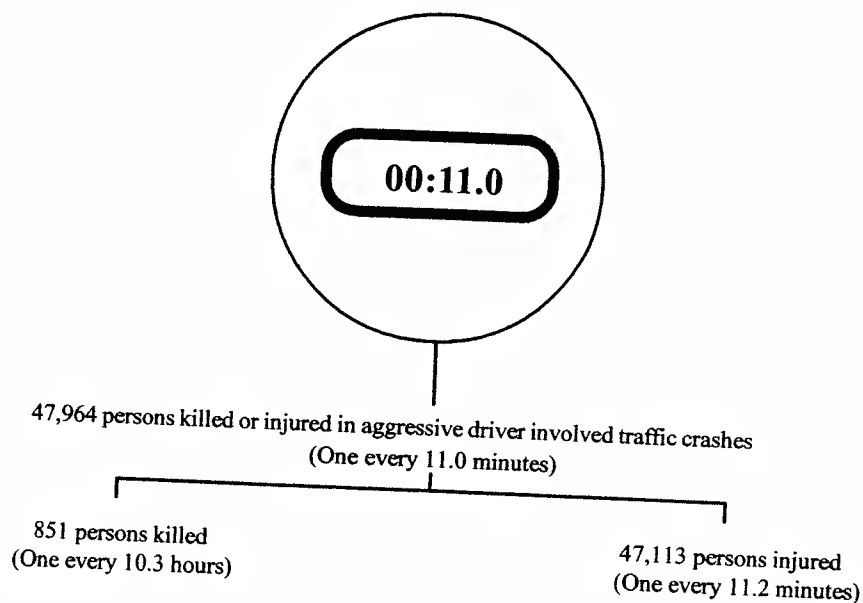 00:11.0
47,964 persons killed or injured in aggressive driver involved traffic crashes
(One every 11.0 minutes)
851 persons killed
(One every 10.3 hours)
47,113 persons injured
(One every 11.2 minutes)